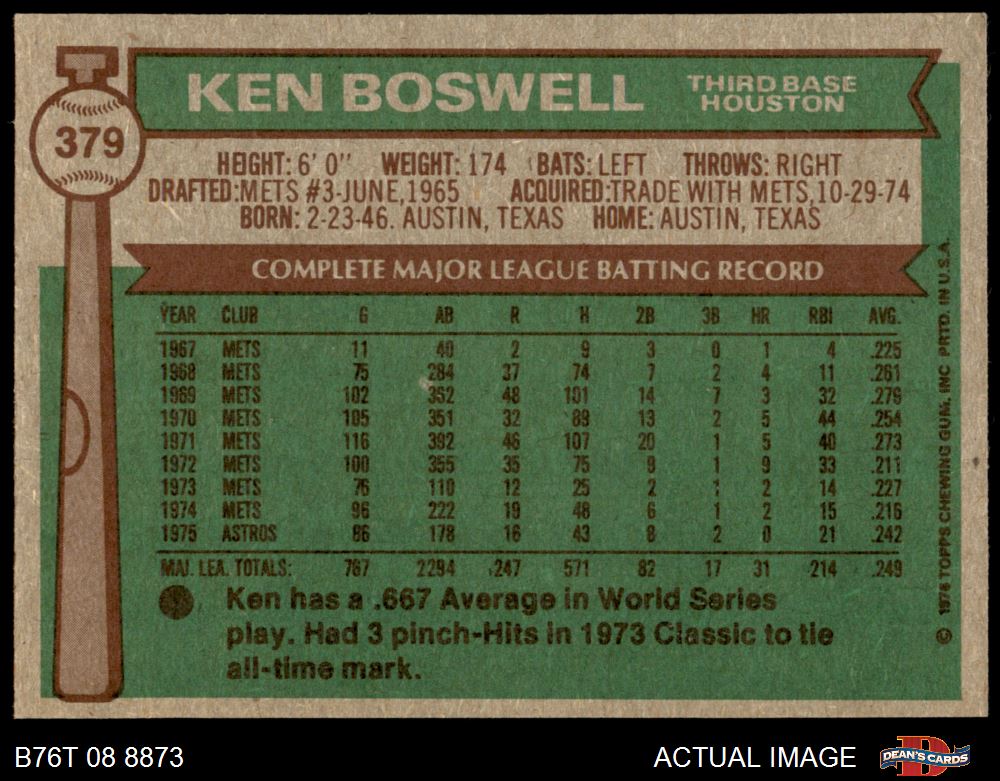 KEN BOSWELL
THIRD BASE
HOUSTON
379
HEIGHT: 6' 0" WEIGHT: 174 BATS: LEFT THROWS: RIGHT
DRAFTED: METS #3-JUNE, 1965 ACQUIRED: TRADE WITH METS, 10-29-74
BORN: 2-23-46. AUSTIN, TEXAS HOME: AUSTIN, TEXAS
COMPLETE MAJOR LEAGUE BATTING RECORD
YEAR CLUB G AB R H 2B 3B HR RBI AVG.
1967 METS 11 40 2 9 3 0 1 4 .225
1968 METS 75 284 37 74 7 2 4 11 .261
1969 METS 102 352 48 101 14 7 3 32 .279
1970 METS 105 351 32 89 13 2 5 44 .254
1971 METS 116 392 46 107 20 1 5 40 .273
1972 METS 100 355 35 75 9 1 9 33 .211
1973 METS 76 110 12 25 2 1 2 14 .227
1974 METS 96 222 19 48 6 1 2 15 .216
1975 ASTROS 86 178 16 43 8 2 0 21 .242
MAJ. LEA. TOTALS: 767 2294 247 571 82 17 31 214 .249
Ken has a .667 Average in World Series
play. Had 3 pinch-Hits in 1973 Classic to tie
all-time mark.
© 1976 TOPPS CHEWING GUM, INC PRTD. IN U.S.A.
B76T 08 8873
ACTUAL IMAGE
DEAN'S CARDS